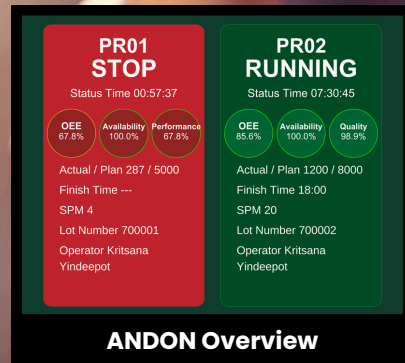 PR01
STOP
Status Time 00:57:37
OEE
67.8%
Availability
100.0%
Performance
67.8%
Actual / Plan 287 / 5000
Finish Time ---
SPM 4
Lot Number 700001
Operator Kritsana
Yindeepot
PR02
RUNNING
Status Time 07:30:45
OEE
85.6%
Availability
100.0%
Quality
98.9%
Actual / Plan 1200 / 8000
Finish Time 18:00
SPM 20
Lot Number 700002
Operator Kritsana
Yindeepot
ANDON Overview